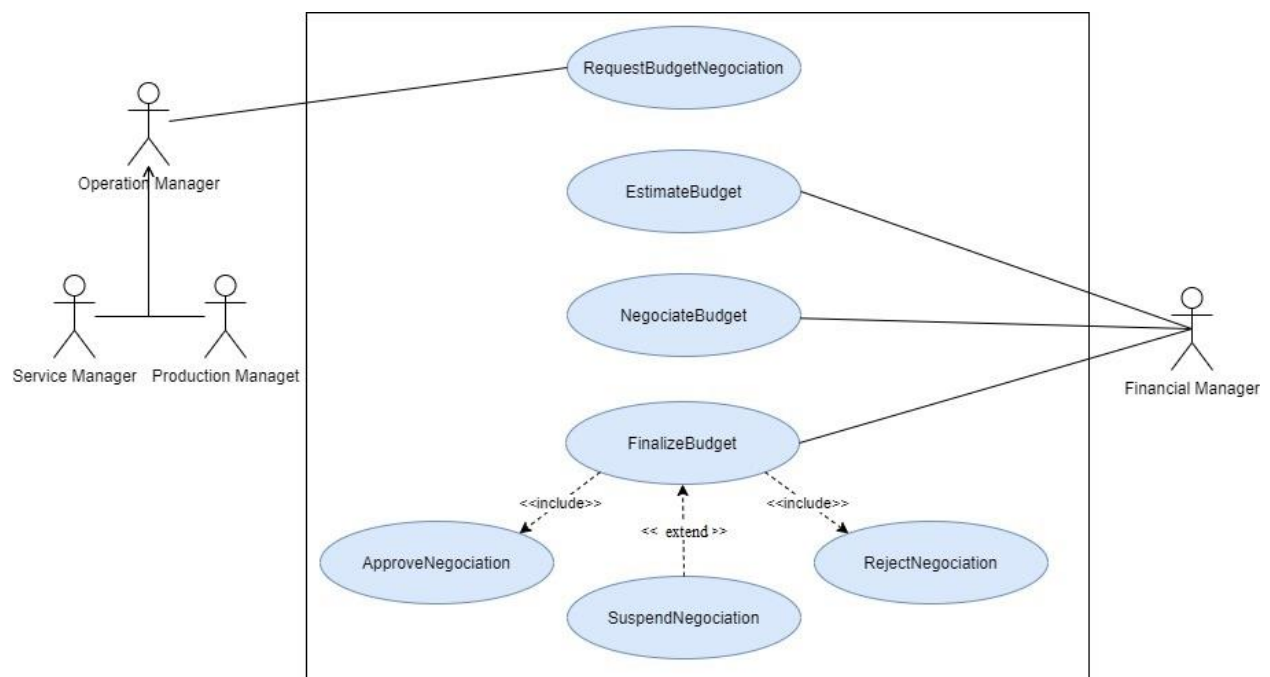 RequestBudgetNegociation
Operation Manager
EstimateBudget
NegociateBudget
Service Manager
Production Managet
Financial Manager
FinalizeBudget
<<include>>
<<include>>
<< extend >>
ApproveNegociation
RejectNegociation
SuspendNegociation